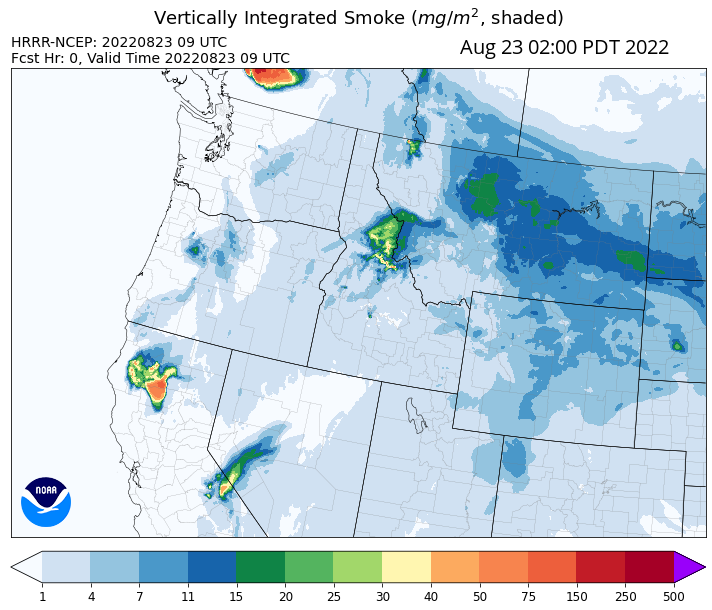 Vertically Integrated Smoke (mg/m², shaded)
HRRR-NCEP: 20220823 09 UTC
Fcst Hr: 0, Valid Time 20220823 09 UTC
Aug 23 02:00 PDT 2022
NOAA
1 4 7 11 15 20 25 30 40 50 75 150 250 500